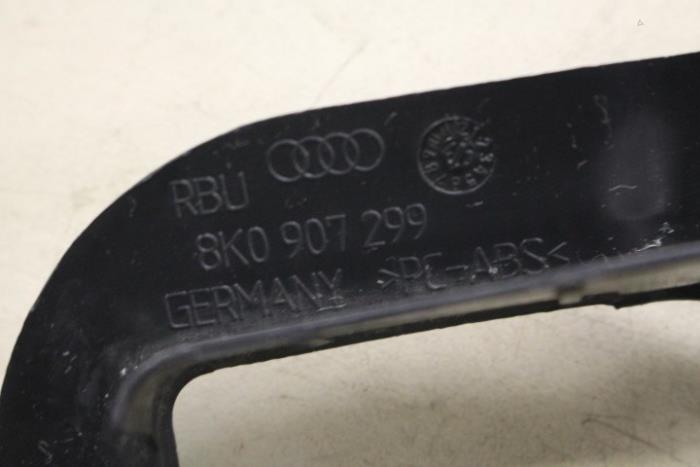 RBU
8K0 907 299
GERMANY >PC-ABS<